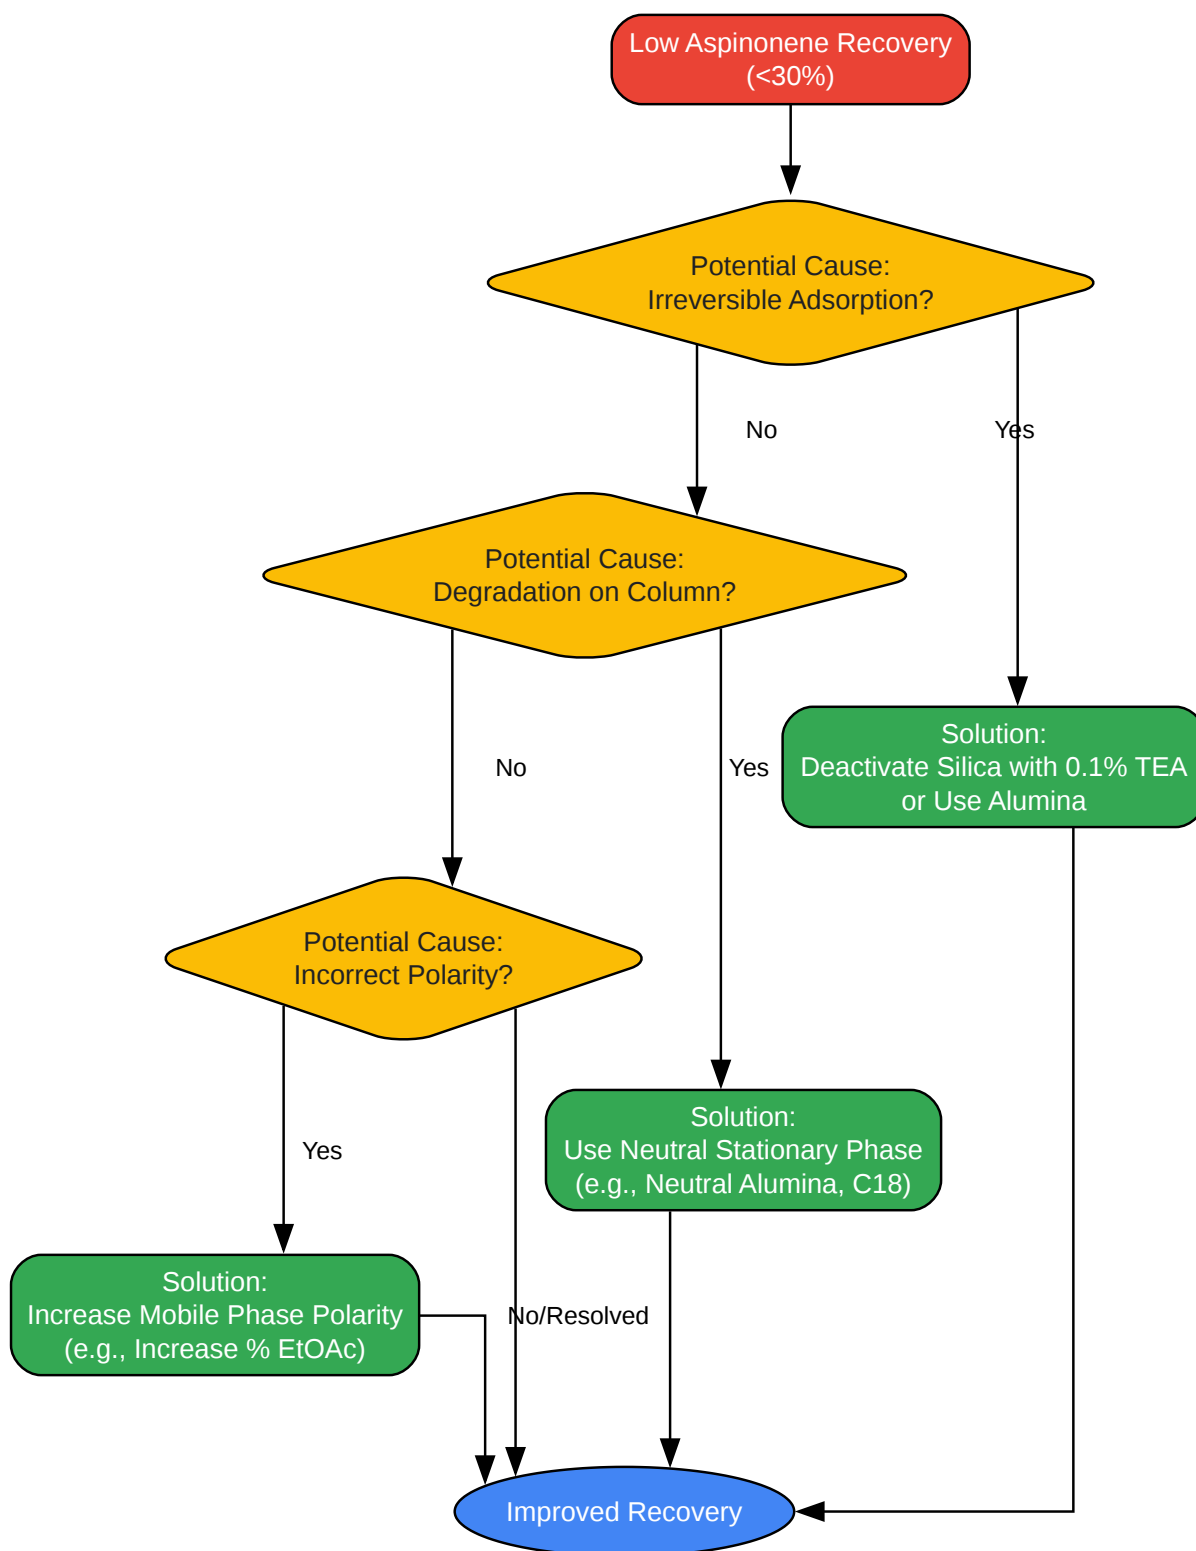 Low Aspinonene Recovery
(<30%)
Potential Cause:
Irreversible Adsorption?
No
Yes
Potential Cause:
Degradation on Column?
No
Yes
Solution:
Deactivate Silica with 0.1% TEA
or Use Alumina
Potential Cause:
Incorrect Polarity?
Yes
Solution:
Use Neutral Stationary Phase
(e.g., Neutral Alumina, C18)
Solution:
Increase Mobile Phase Polarity
(e.g., Increase % EtOAc)
No/Resolved
Improved Recovery